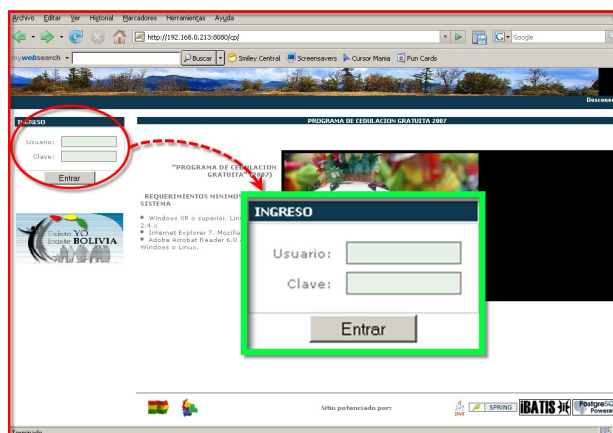 Archivo Editar Ver Historial Marcadores Herramientas Ayuda
http://192.168.0.213:8080/cp/
Google
mywebsearch
Buscar
Smiley Central
Screensavers
Cursor Mania
Fun Cards
INGRESO
PROGRAMA DE CEDULACION GRATUITA 2007
Usuario:
Clave:
Entrar
"PROGRAMA DE CEDULACION
GRATUITA" (2007)
REQUERIMIENTOS MINIMOS
SISTEMA
Windows XP o superior.
2.4.x
Internet Explorer 7. Mozilla
Adobe Acrobat Reader 6.0
Windows o Linux.
Existo YO
Existe BOLIVIA
INGRESO
Usuario:
Clave:
Entrar
Sitio potenciado por:
SPRING
iBATIS
Powere
Terminado